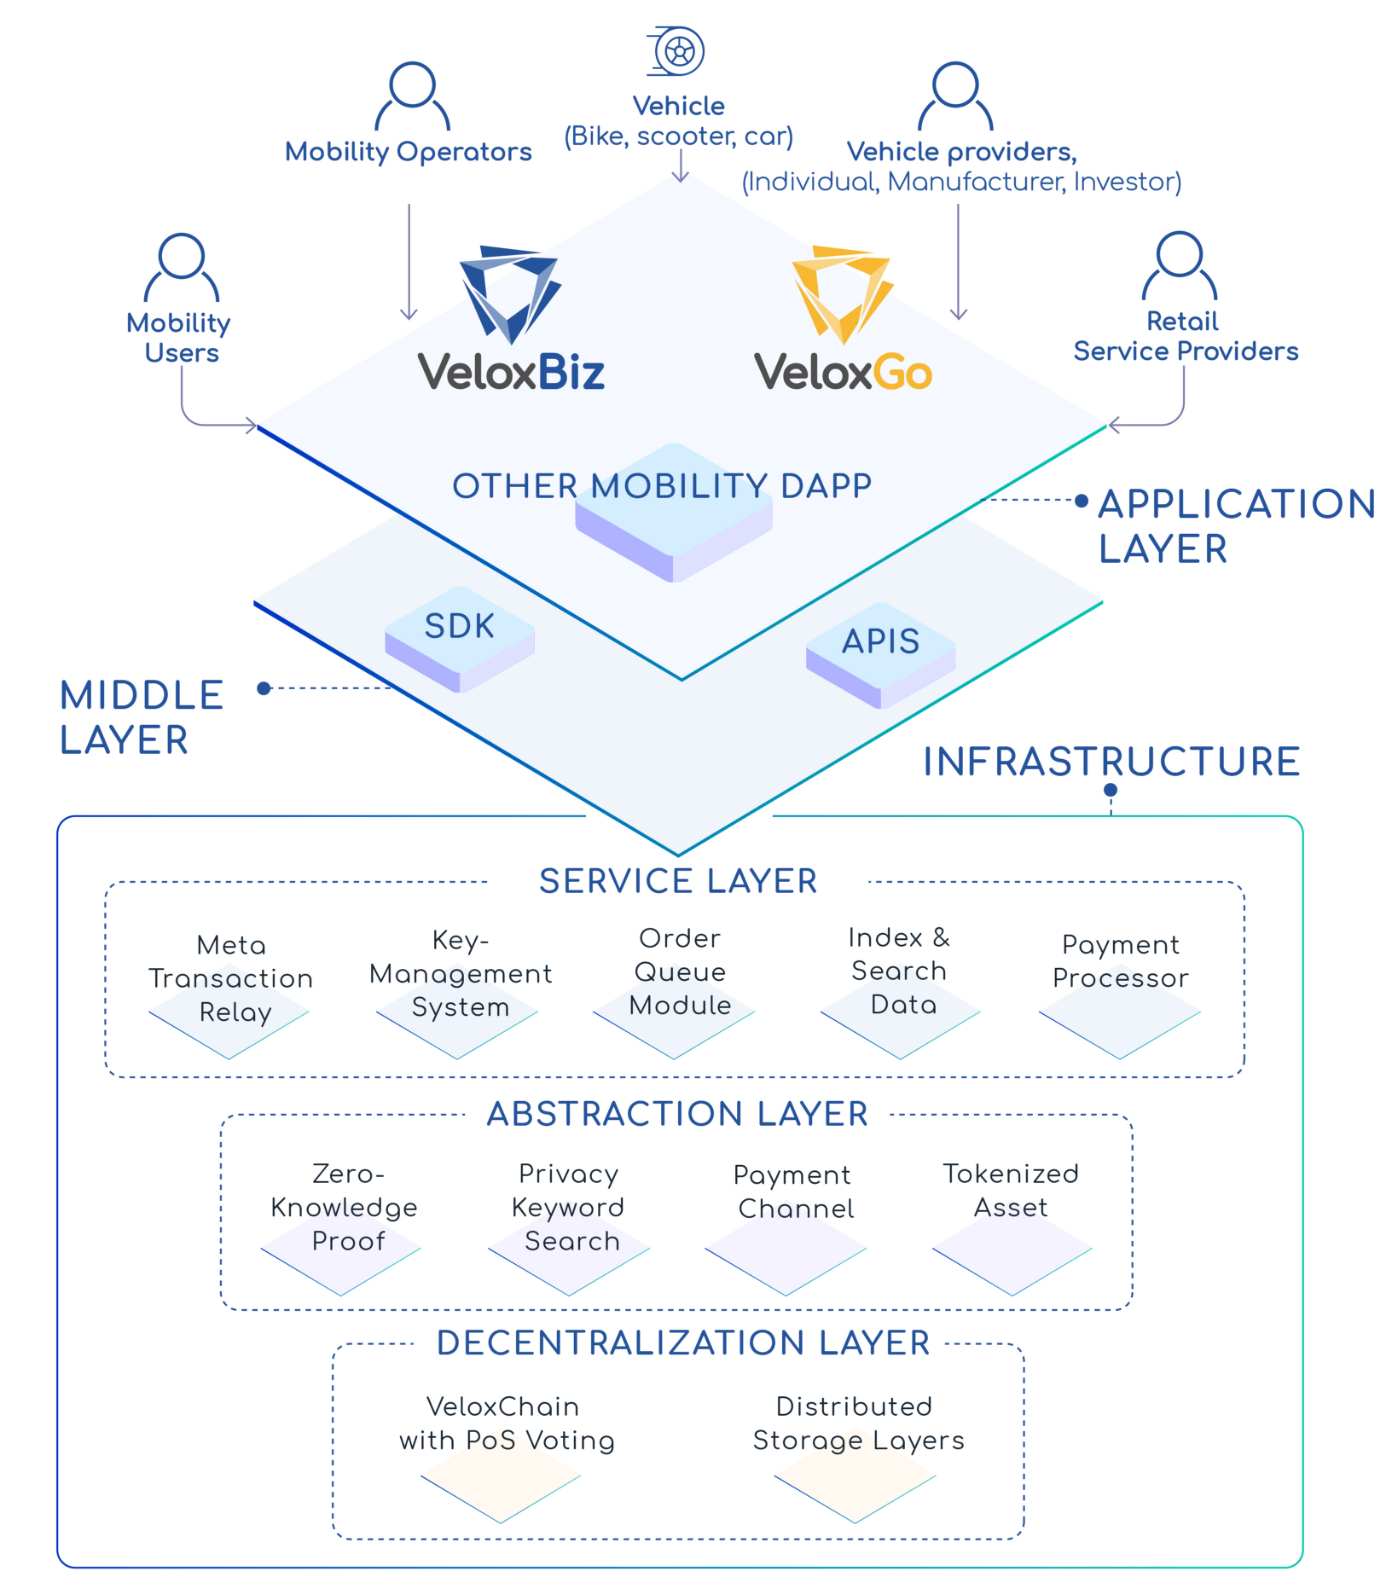 Vehicle
(Bike, scooter, car)
Mobility Operators
Vehicle providers,
(Individual, Manufacturer, Investor)
Mobility
Users
Retail
Service Providers
VeloxBiz
VeloxGo
OTHER MOBILITY DAPP
APPLICATION
LAYER
SDK
APIS
MIDDLE
LAYER
INFRASTRUCTURE
SERVICE LAYER
Meta
Transaction
Relay
Key-
Management
System
Order
Queue
Module
Index &
Search
Data
Payment
Processor
ABSTRACTION LAYER
Zero-
Knowledge
Proof
Privacy
Keyword
Search
Payment
Channel
Tokenized
Asset
DECENTRALIZATION LAYER
VeloxChain
with PoS Voting
Distributed
Storage Layers